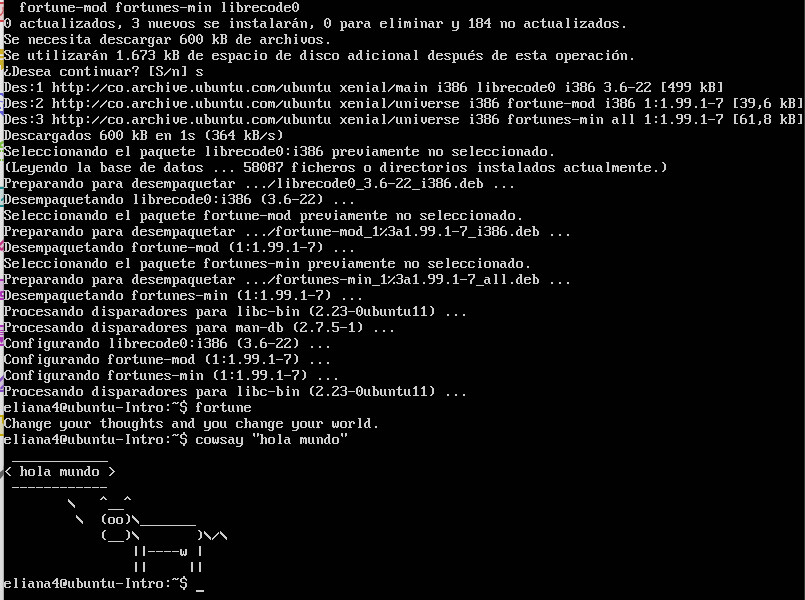 fortune-mod fortunes-min librecode0
0 actualizados, 3 nuevos se instalarán, 0 para eliminar y 184 no actualizados.
Se necesita descargar 600 kB de archivos.
Se utilizarán 1.673 kB de espacio de disco adicional después de esta operación.
¿Desea continuar? [S/n] s
Des:1 http://co.archive.ubuntu.com/ubuntu xenial/main i386 librecode0 i386 3.6-22 [499 kB]
Des:2 http://co.archive.ubuntu.com/ubuntu xenial/universe i386 fortune-mod i386 1:1.99.1-7 [39,6 kB]
Des:3 http://co.archive.ubuntu.com/ubuntu xenial/universe i386 fortunes-min all 1:1.99.1-7 [61,8 kB]
Descargados 600 kB en 1s (364 kB/s)
Seleccionando el paquete librecode0:i386 previamente no seleccionado.
(Leyendo la base de datos ... 58087 ficheros o directorios instalados actualmente.)
Preparando para desempaquetar .../librecode0_3.6-22_i386.deb ...
Desempaquetando librecode0:i386 (3.6-22) ...
Seleccionando el paquete fortune-mod previamente no seleccionado.
Preparando para desempaquetar .../fortune-mod_1%3a1.99.1-7_i386.deb ...
Desempaquetando fortune-mod (1:1.99.1-7) ...
Seleccionando el paquete fortunes-min previamente no seleccionado.
Preparando para desempaquetar .../fortunes-min_1%3a1.99.1-7_all.deb ...
Desempaquetando fortunes-min (1:1.99.1-7) ...
Procesando disparadores para libc-bin (2.23-0ubuntu11) ...
Procesando disparadores para man-db (2.7.5-1) ...
Configurando librecode0:i386 (3.6-22) ...
Configurando fortune-mod (1:1.99.1-7) ...
Configurando fortunes-min (1:1.99.1-7) ...
Procesando disparadores para libc-bin (2.23-0ubuntu11) ...
eliana4@ubuntu-Intro:~$ fortune
Change your thoughts and you change your world.
eliana4@ubuntu-Intro:~$ cowsay "hola mundo"
 ____________
< hola mundo >
 ------------
        \   ^__^
         \  (oo)\_______
            (__)\       )\/\
                ||----w |
                ||     ||
eliana4@ubuntu-Intro:~$ _